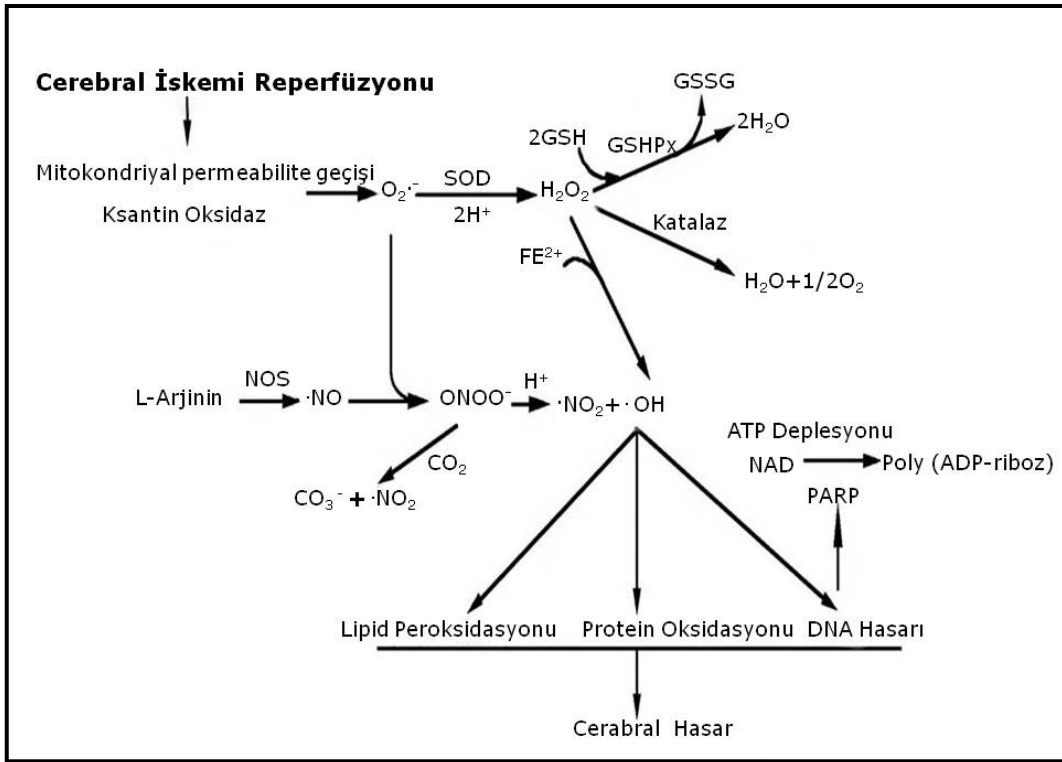 Cerebral İskemi Reperfüzyonu
GSSG
2GSH
GSHPx
2H₂O
Mitokondriyal permeabilite geçişi
Ksantin Oksidaz
O₂·⁻
SOD
2H⁺
H₂O₂
Katalaz
FE²⁺
H₂O+1/2O₂
L-Arjinin
NOS
·NO
ONOO⁻
H⁺
·NO₂+·OH
CO₂
CO₃·⁻ + ·NO₂
ATP Deplesyonu
NAD
Poly (ADP-riboz)
PARP
Lipid Peroksidasyonu
Protein Oksidasyonu
DNA Hasarı
Cerabral Hasar